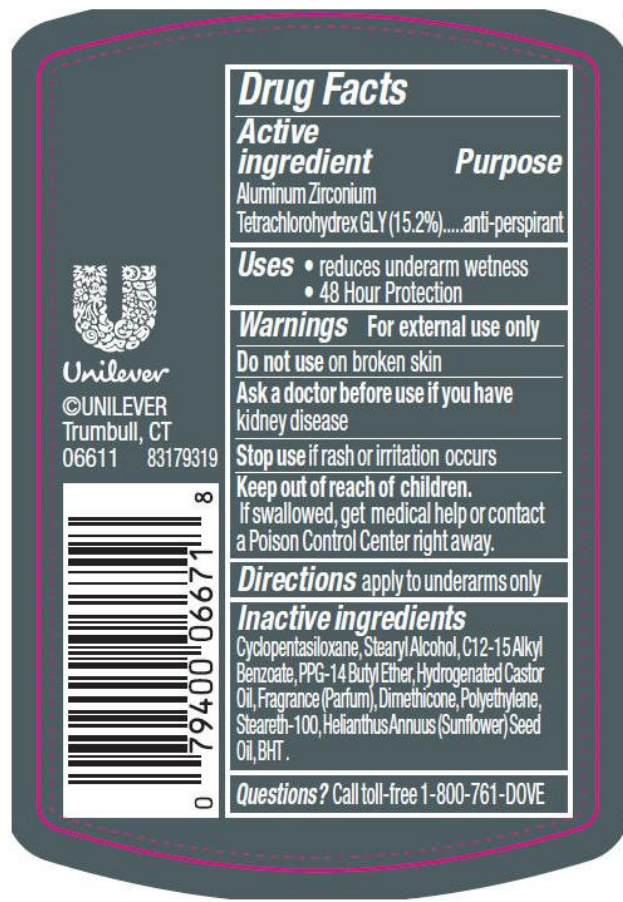 Drug Facts
Active
ingredient Purpose
Aluminum Zirconium
Tetrachlorohydrex GLY (15.2%).....anti-perspirant
Uses • reduces underarm wetness
• 48 Hour Protection
Warnings For external use only
Do not use on broken skin
Ask a doctor before use if you have
kidney disease
Stop use if rash or irritation occurs
Keep out of reach of children.
If swallowed, get medical help or contact
a Poison Control Center right away.
Directions apply to underarms only
Inactive ingredients
Cyclopentasiloxane, Stearyl Alcohol, C12-15 Alkyl
Benzoate, PPG-14 Butyl Ether, Hydrogenated Castor
Oil, Fragrance (Parfum), Dimethicone, Polyethylene,
Steareth-100, Helianthus Annuus (Sunflower) Seed
Oil, BHT .
Questions? Call toll-free 1-800-761-DOVE
Unilever
©UNILEVER
Trumbull, CT
06611 83179319
0 79400 06671 8